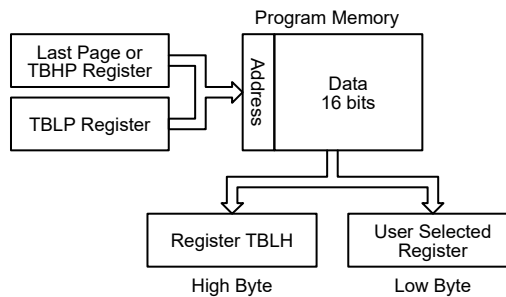 Program Memory
Last Page or
TBHP Register
TBLP Register
Address
Data
16 bits
Register TBLH
User Selected
Register
High Byte
Low Byte